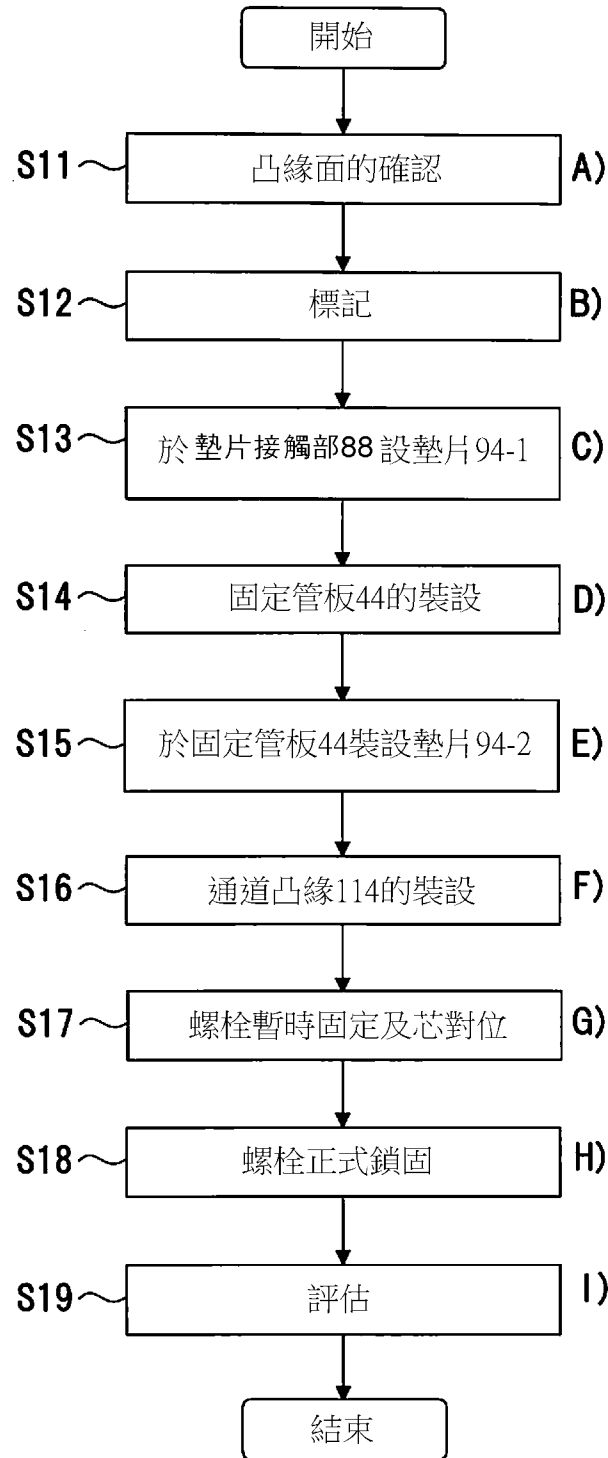 開始
S11 凸緣面的確認 A)
S12 標記 B)
S13 於墊片接觸部88設墊片94-1 C)
S14 固定管板44的裝設 D)
S15 於固定管板44裝設墊片94-2 E)
S16 通道凸緣114的裝設 F)
S17 螺栓暫時固定及芯對位 G)
S18 螺栓正式鎖固 H)
S19 評估 I)
結束